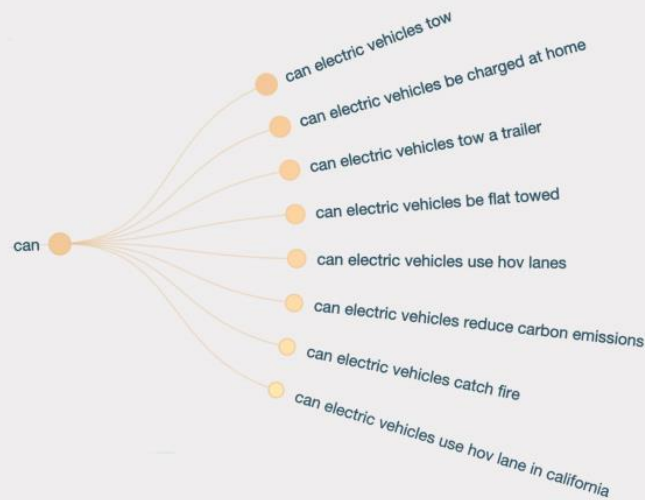 can electric vehicles tow
can electric vehicles be charged at home
can electric vehicles tow a trailer
can electric vehicles be flat towed
can
can electric vehicles use hov lanes
can electric vehicles reduce carbon emissions
can electric vehicles catch fire
can electric vehicles use hov lane in california